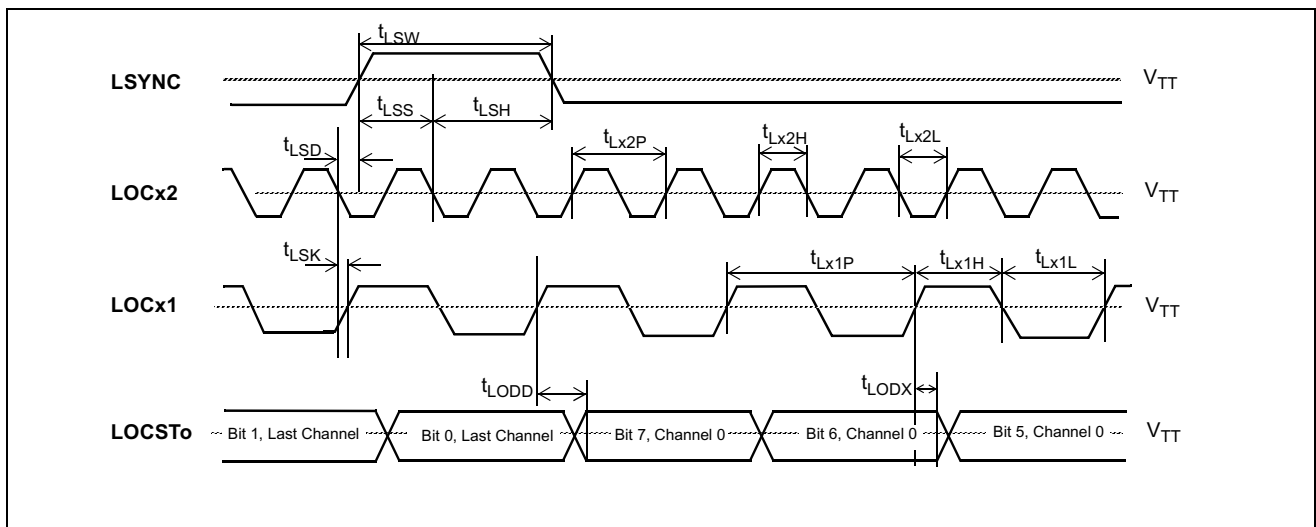 tLSW
LSYNC VTT
tLSS tLSH
tLSD tLx2P tLx2H tLx2L
LOCx2 VTT
tLSK tLx1P tLx1H tLx1L
LOCx1 VTT
tLODD tLODX
LOCSTo Bit 1, Last Channel Bit 0, Last Channel Bit 7, Channel 0 Bit 6, Channel 0 Bit 5, Channel 0 VTT